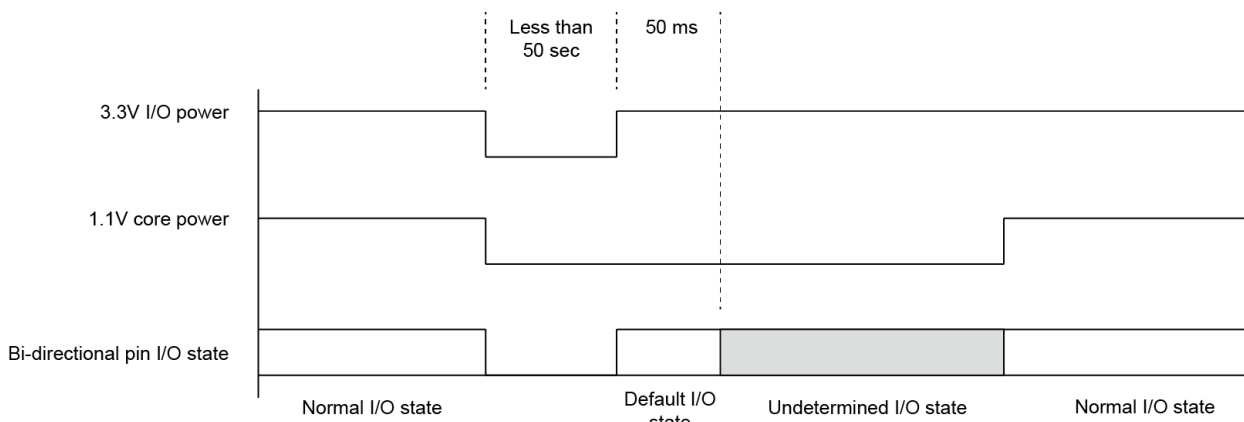 Less than
50 sec
50 ms
3.3V I/O power
1.1V core power
Bi-directional pin I/O state
Normal I/O state
Default I/O
state
Undetermined I/O state
Normal I/O state